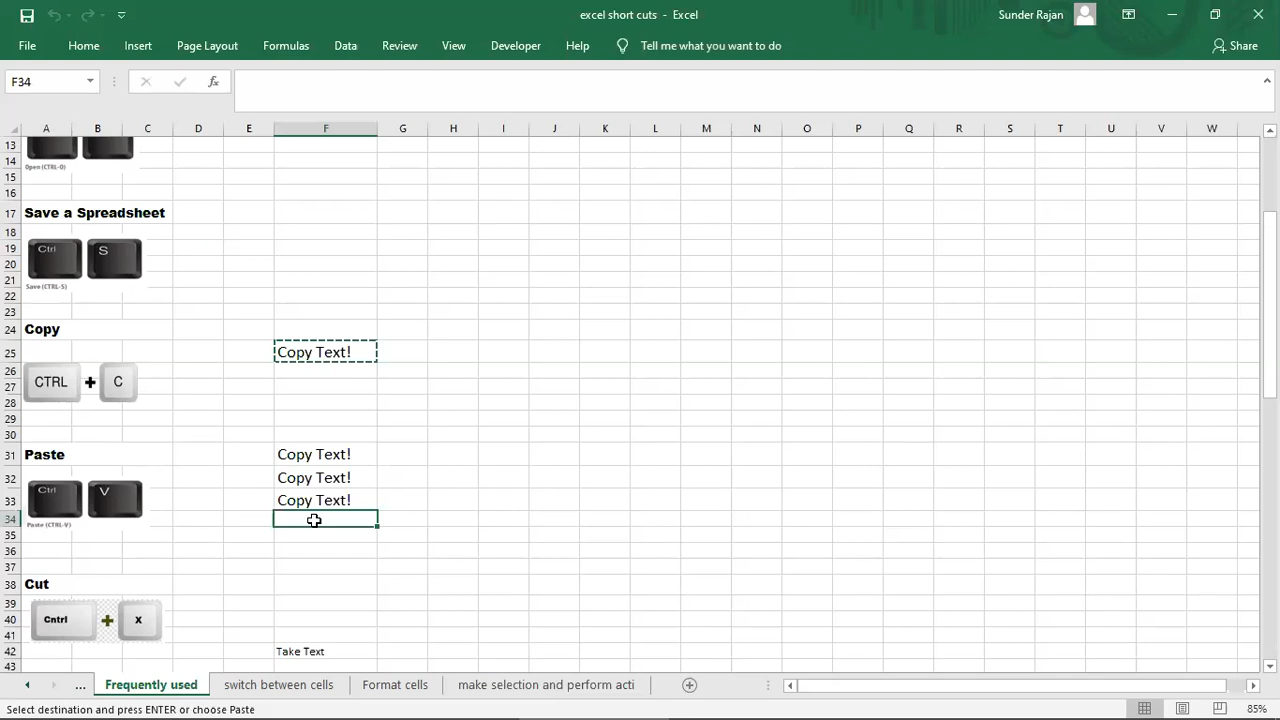 excel short cuts - Excel
Sunder Rajan
File Home Insert Page Layout Formulas Data Review View Developer Help Tell me what you want to do Share
F34 fx
A B C D E F G H I J K L M N O P Q R S T U V W
13
14
Open (CTRL-O)
15
16
17 Save a Spreadsheet
18
19 Ctrl S
20
21
Save (CTRL-S)
22
23
24 Copy
25 Copy Text!
26
27 CTRL + C
28
29
30
31 Paste Copy Text!
32 Copy Text!
33 Ctrl V Copy Text!
34
Paste (CTRL-V)
35
36
37
38 Cut
39
40 Cntrl + X
41
42 Take Text
43
... Frequently used switch between cells Format cells make selection and perform acti
Select destination and press ENTER or choose Paste 85%